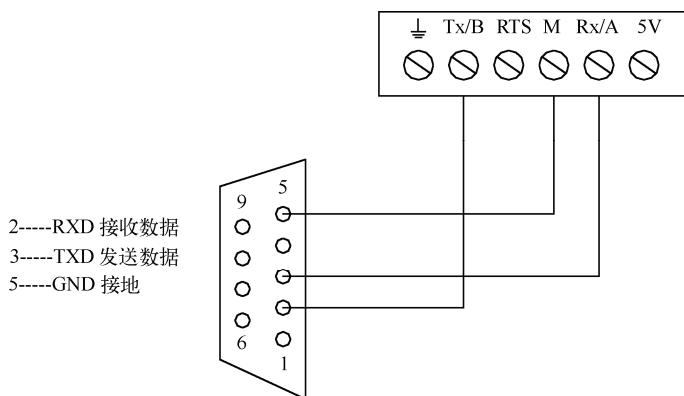 Tx/B RTS M Rx/A 5V
5
9
2-----RXD 接收数据
3-----TXD 发送数据
5-----GND 接地
6
1